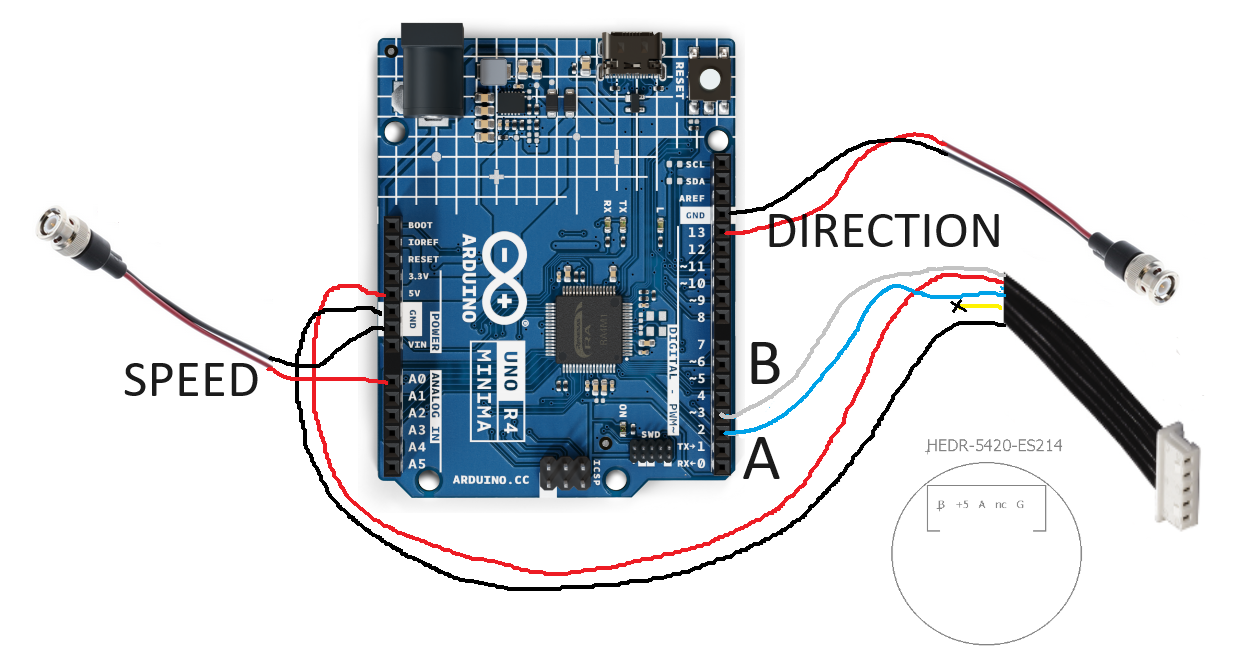 RESET
SCL
SDA
AREF
GND
DIRECTION
13
12
~11
~10
~9
8
7
~6
~5
4
~3
2
TX→1
RX←0
DIGITAL - PWM~
B
A
BOOT
IOREF
RESET
3.3V
5V
GND
VIN
POWER
SPEED
A0
A1
A2
A3
A4
A5
ANALOG IN
ARDUINO
®
RX
TX
L
UNO R4
MINIMA
ON
SWD
ICSP
ARDUINO.CC
HEDR-5420-ES214
B +5 A nc G